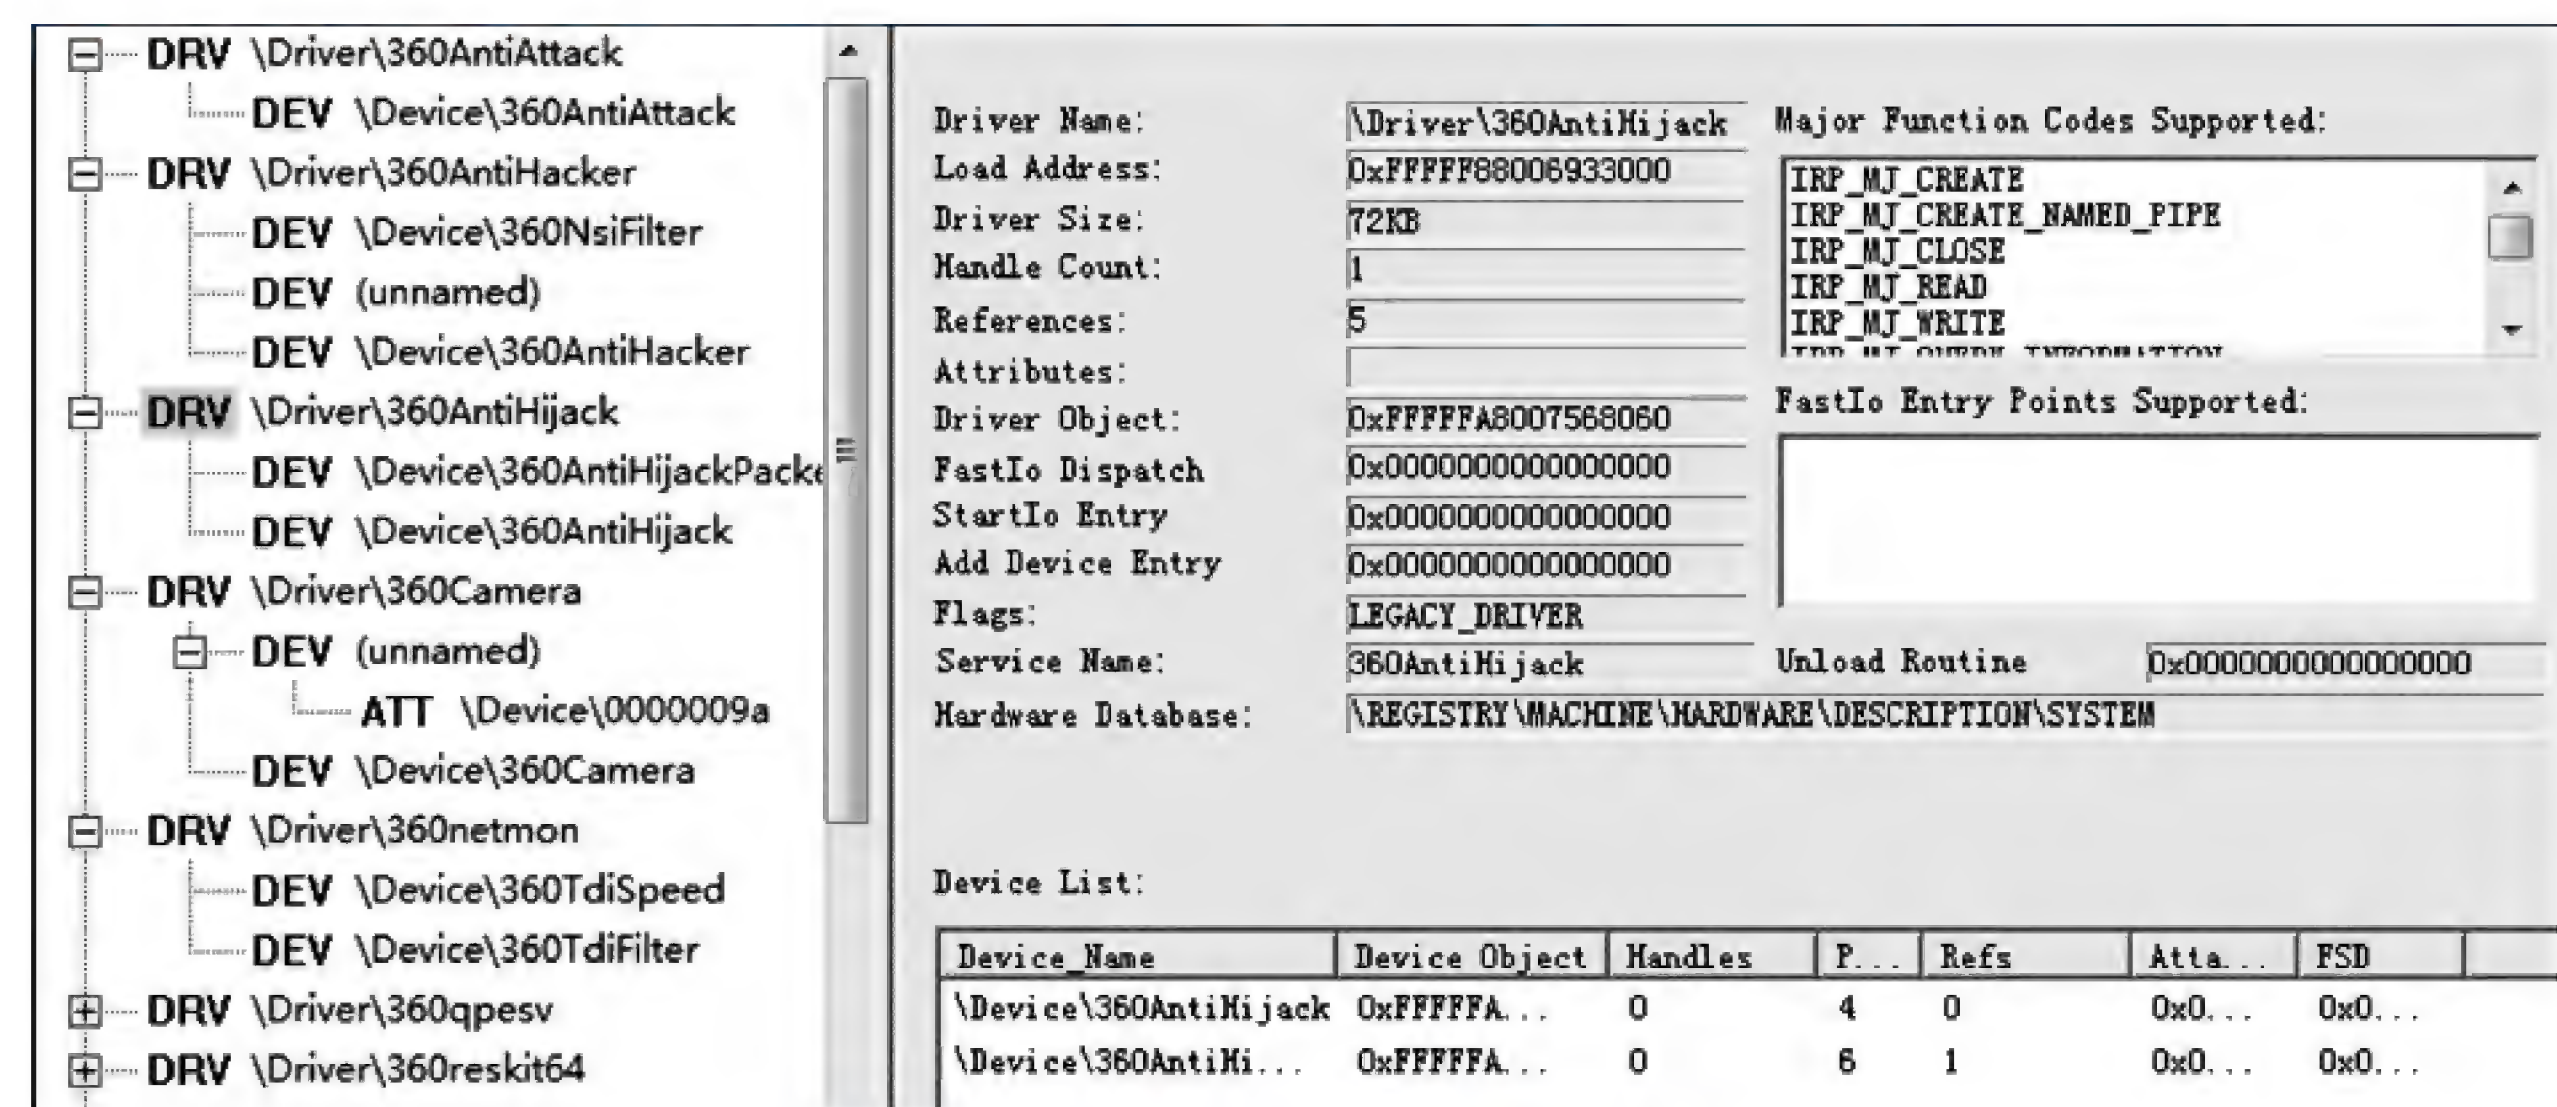 DRV \Driver\360AntiAttack
DEV \Device\360AntiAttack
DRV \Driver\360AntiHacker
DEV \Device\360NsiFilter
DEV (unnamed)
DEV \Device\360AntiHacker
DRV \Driver\360AntiHijack
DEV \Device\360AntiHijackPacke
DEV \Device\360AntiHijack
DRV \Driver\360Camera
DEV (unnamed)
ATT \Device\0000009a
DEV \Device\360Camera
DRV \Driver\360netmon
DEV \Device\360TdiSpeed
DEV \Device\360TdiFilter
DRV \Driver\360qpesv
DRV \Driver\360reskit64
Driver Name: \Driver\360AntiHijack
Load Address: 0xFFFFF88006933000
Driver Size: 72KB
Handle Count: 1
References: 5
Attributes:
Driver Object: 0xFFFFFA8007568060
FastIo Dispatch 0x0000000000000000
StartIo Entry 0x0000000000000000
Add Device Entry 0x0000000000000000
Flags: LEGACY_DRIVER
Service Name: 360AntiHijack
Hardware Database: \REGISTRY\MACHINE\HARDWARE\DESCRIPTION\SYSTEM
Major Function Codes Supported:
IRP_MJ_CREATE
IRP_MJ_CREATE_NAMED_PIPE
IRP_MJ_CLOSE
IRP_MJ_READ
IRP_MJ_WRITE
IRP_MJ_QUERY_INFORMATION
FastIo Entry Points Supported:
Unload Routine 0x0000000000000000
Device List:
Device_Name Device Object Handles P... Refs Atta... FSD
\Device\360AntiHijack 0xFFFFFA... 0 4 0 0x0... 0x0...
\Device\360AntiHi... 0xFFFFFA... 0 6 1 0x0... 0x0...